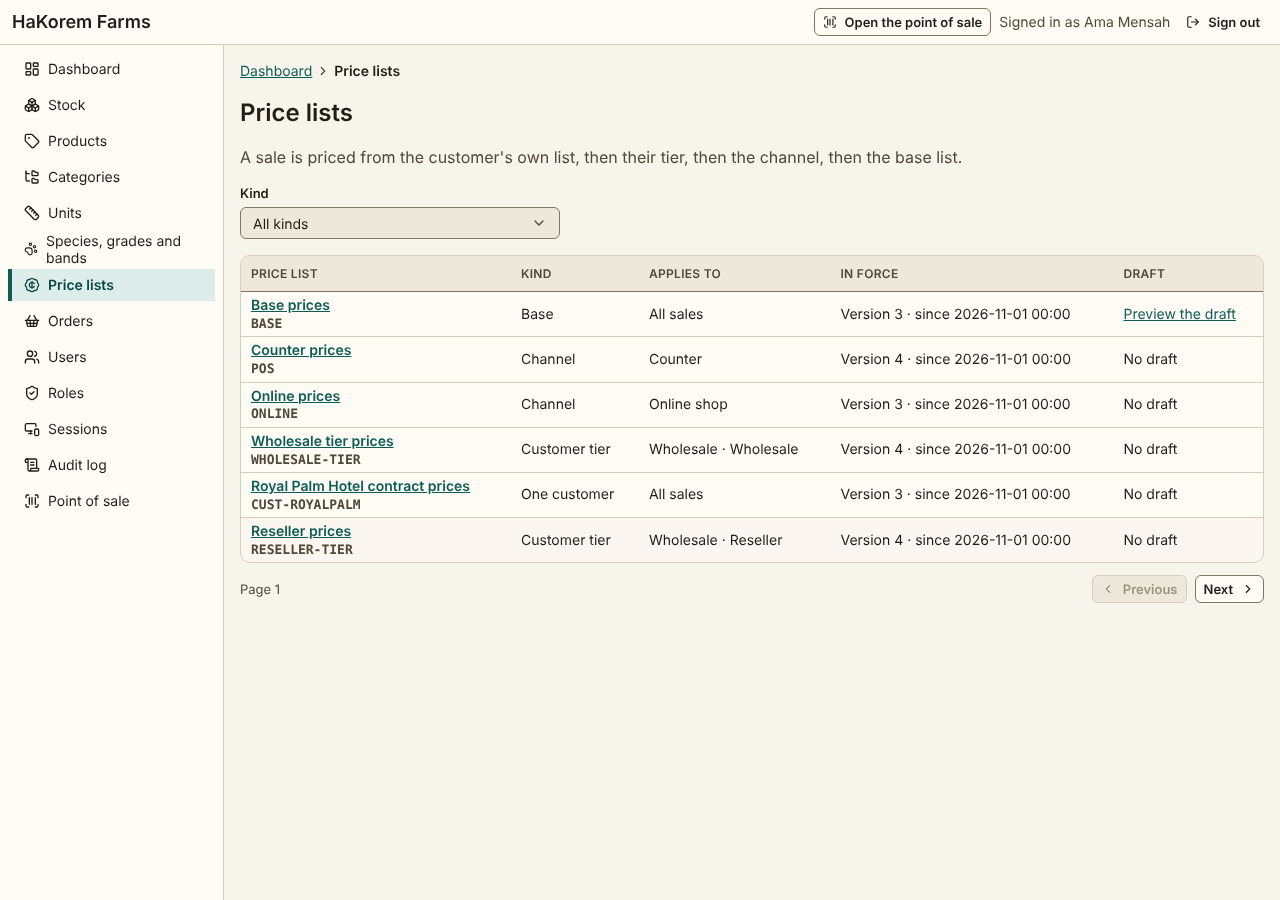 HaKorem Farms
Open the point of sale
Signed in as Ama Mensah
Sign out
Dashboard
Stock
Products
Categories
Units
Species, grades and
bands
Price lists
Orders
Users
Roles
Sessions
Audit log
Point of sale
Dashboard > Price lists
Price lists
A sale is priced from the customer's own list, then their tier, then the channel, then the base list.
Kind
All kinds
PRICE LIST KIND APPLIES TO IN FORCE DRAFT
Base prices
BASE
Base All sales Version 3 · since 2026-11-01 00:00 Preview the draft
Counter prices
POS
Channel Counter Version 4 · since 2026-11-01 00:00 No draft
Online prices
ONLINE
Channel Online shop Version 3 · since 2026-11-01 00:00 No draft
Wholesale tier prices
WHOLESALE-TIER
Customer tier Wholesale · Wholesale Version 4 · since 2026-11-01 00:00 No draft
Royal Palm Hotel contract prices
CUST-ROYALPALM
One customer All sales Version 3 · since 2026-11-01 00:00 No draft
Reseller prices
RESELLER-TIER
Customer tier Wholesale · Reseller Version 4 · since 2026-11-01 00:00 No draft
Page 1
Previous
Next